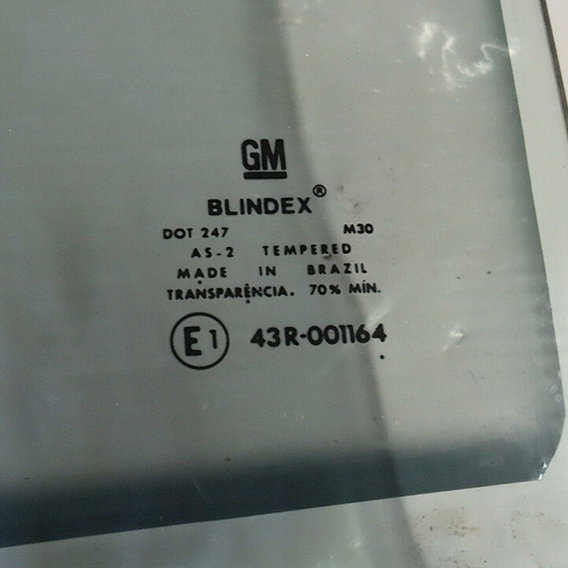 GM
BLINDEX®
DOT 247 M30
AS-2 TEMPERED
MADE IN BRAZIL
TRANSPARÊNCIA. 70% MÍN.
E1 43R-001164